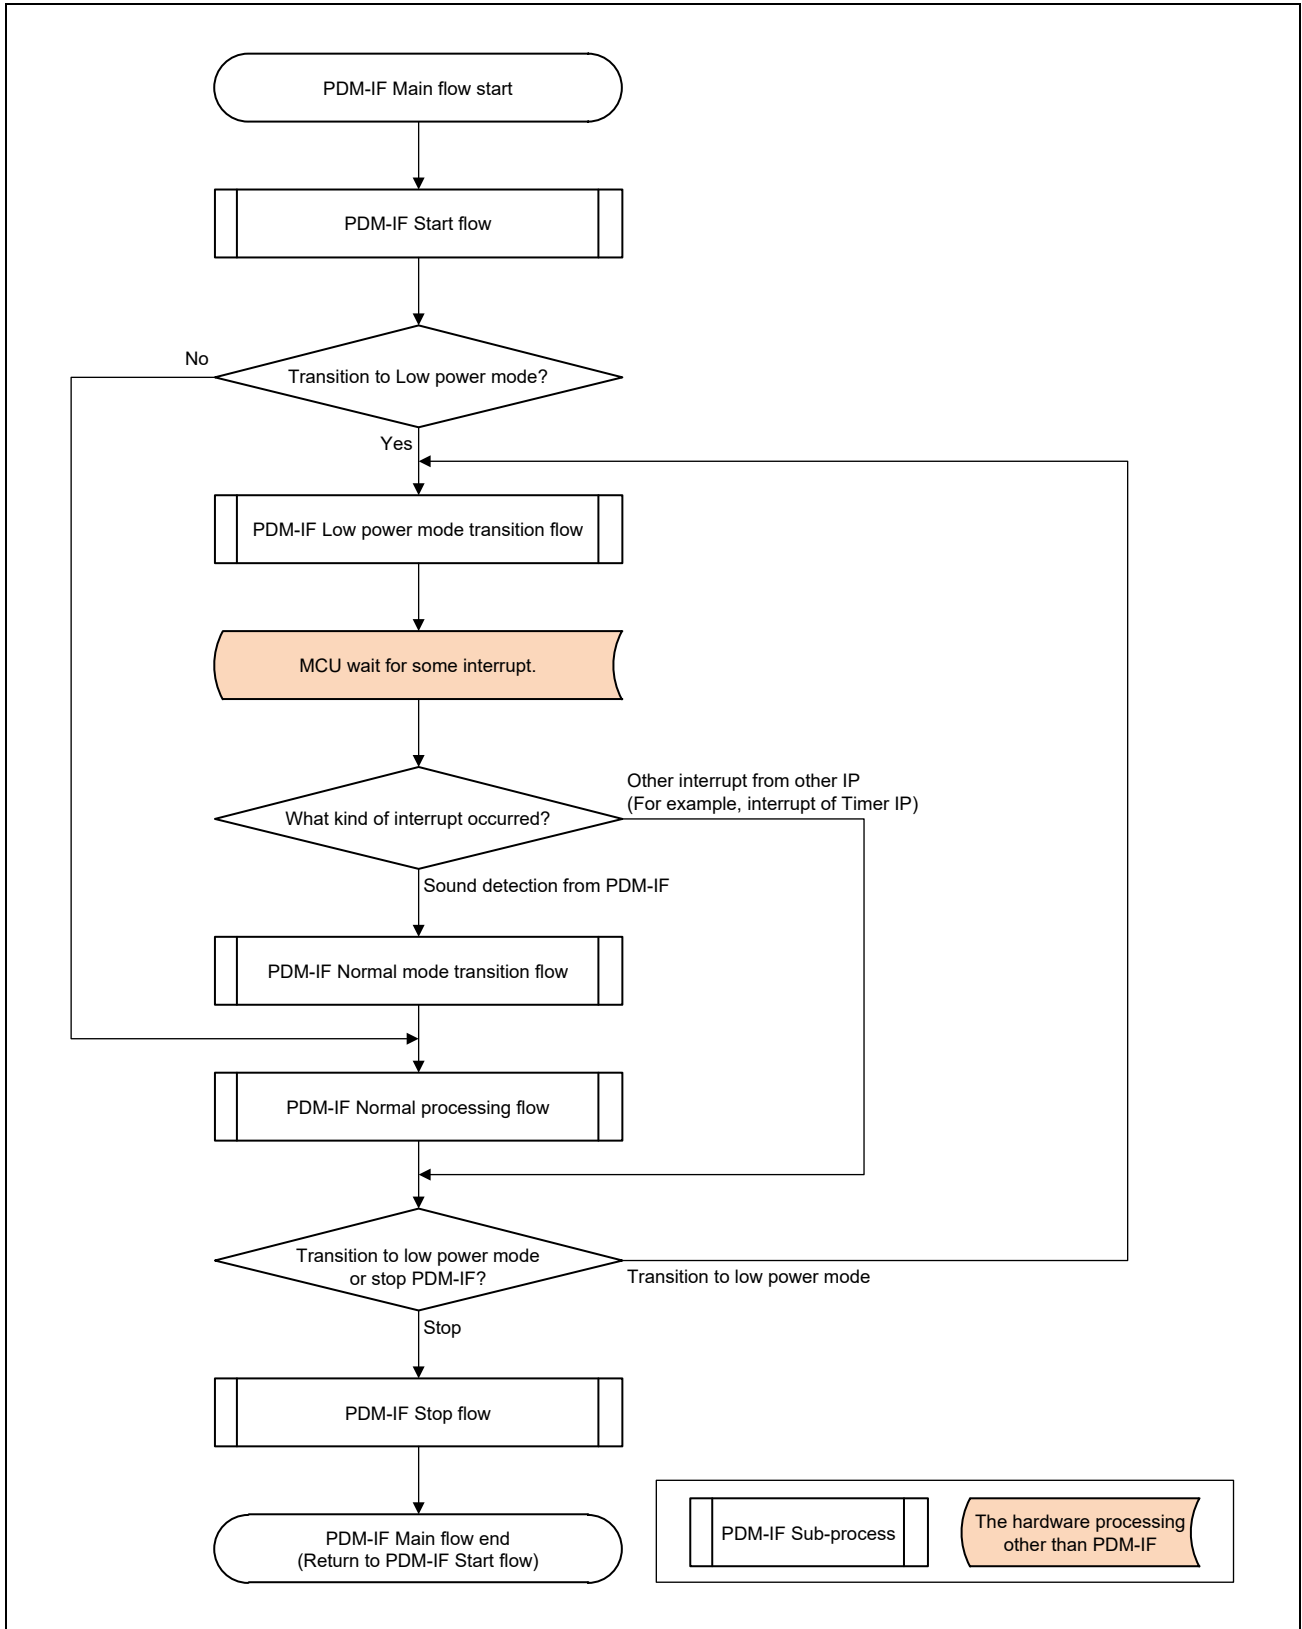 PDM-IF Main flow start
PDM-IF Start flow
No
Transition to Low power mode?
Yes
PDM-IF Low power mode transition flow
MCU wait for some interrupt.
Other interrupt from other IP
(For example, interrupt of Timer IP)
What kind of interrupt occurred?
Sound detection from PDM-IF
PDM-IF Normal mode transition flow
PDM-IF Normal processing flow
Transition to low power mode
or stop PDM-IF?
Transition to low power mode
Stop
PDM-IF Stop flow
PDM-IF Main flow end
(Return to PDM-IF Start flow)
PDM-IF Sub-process
The hardware processing
other than PDM-IF